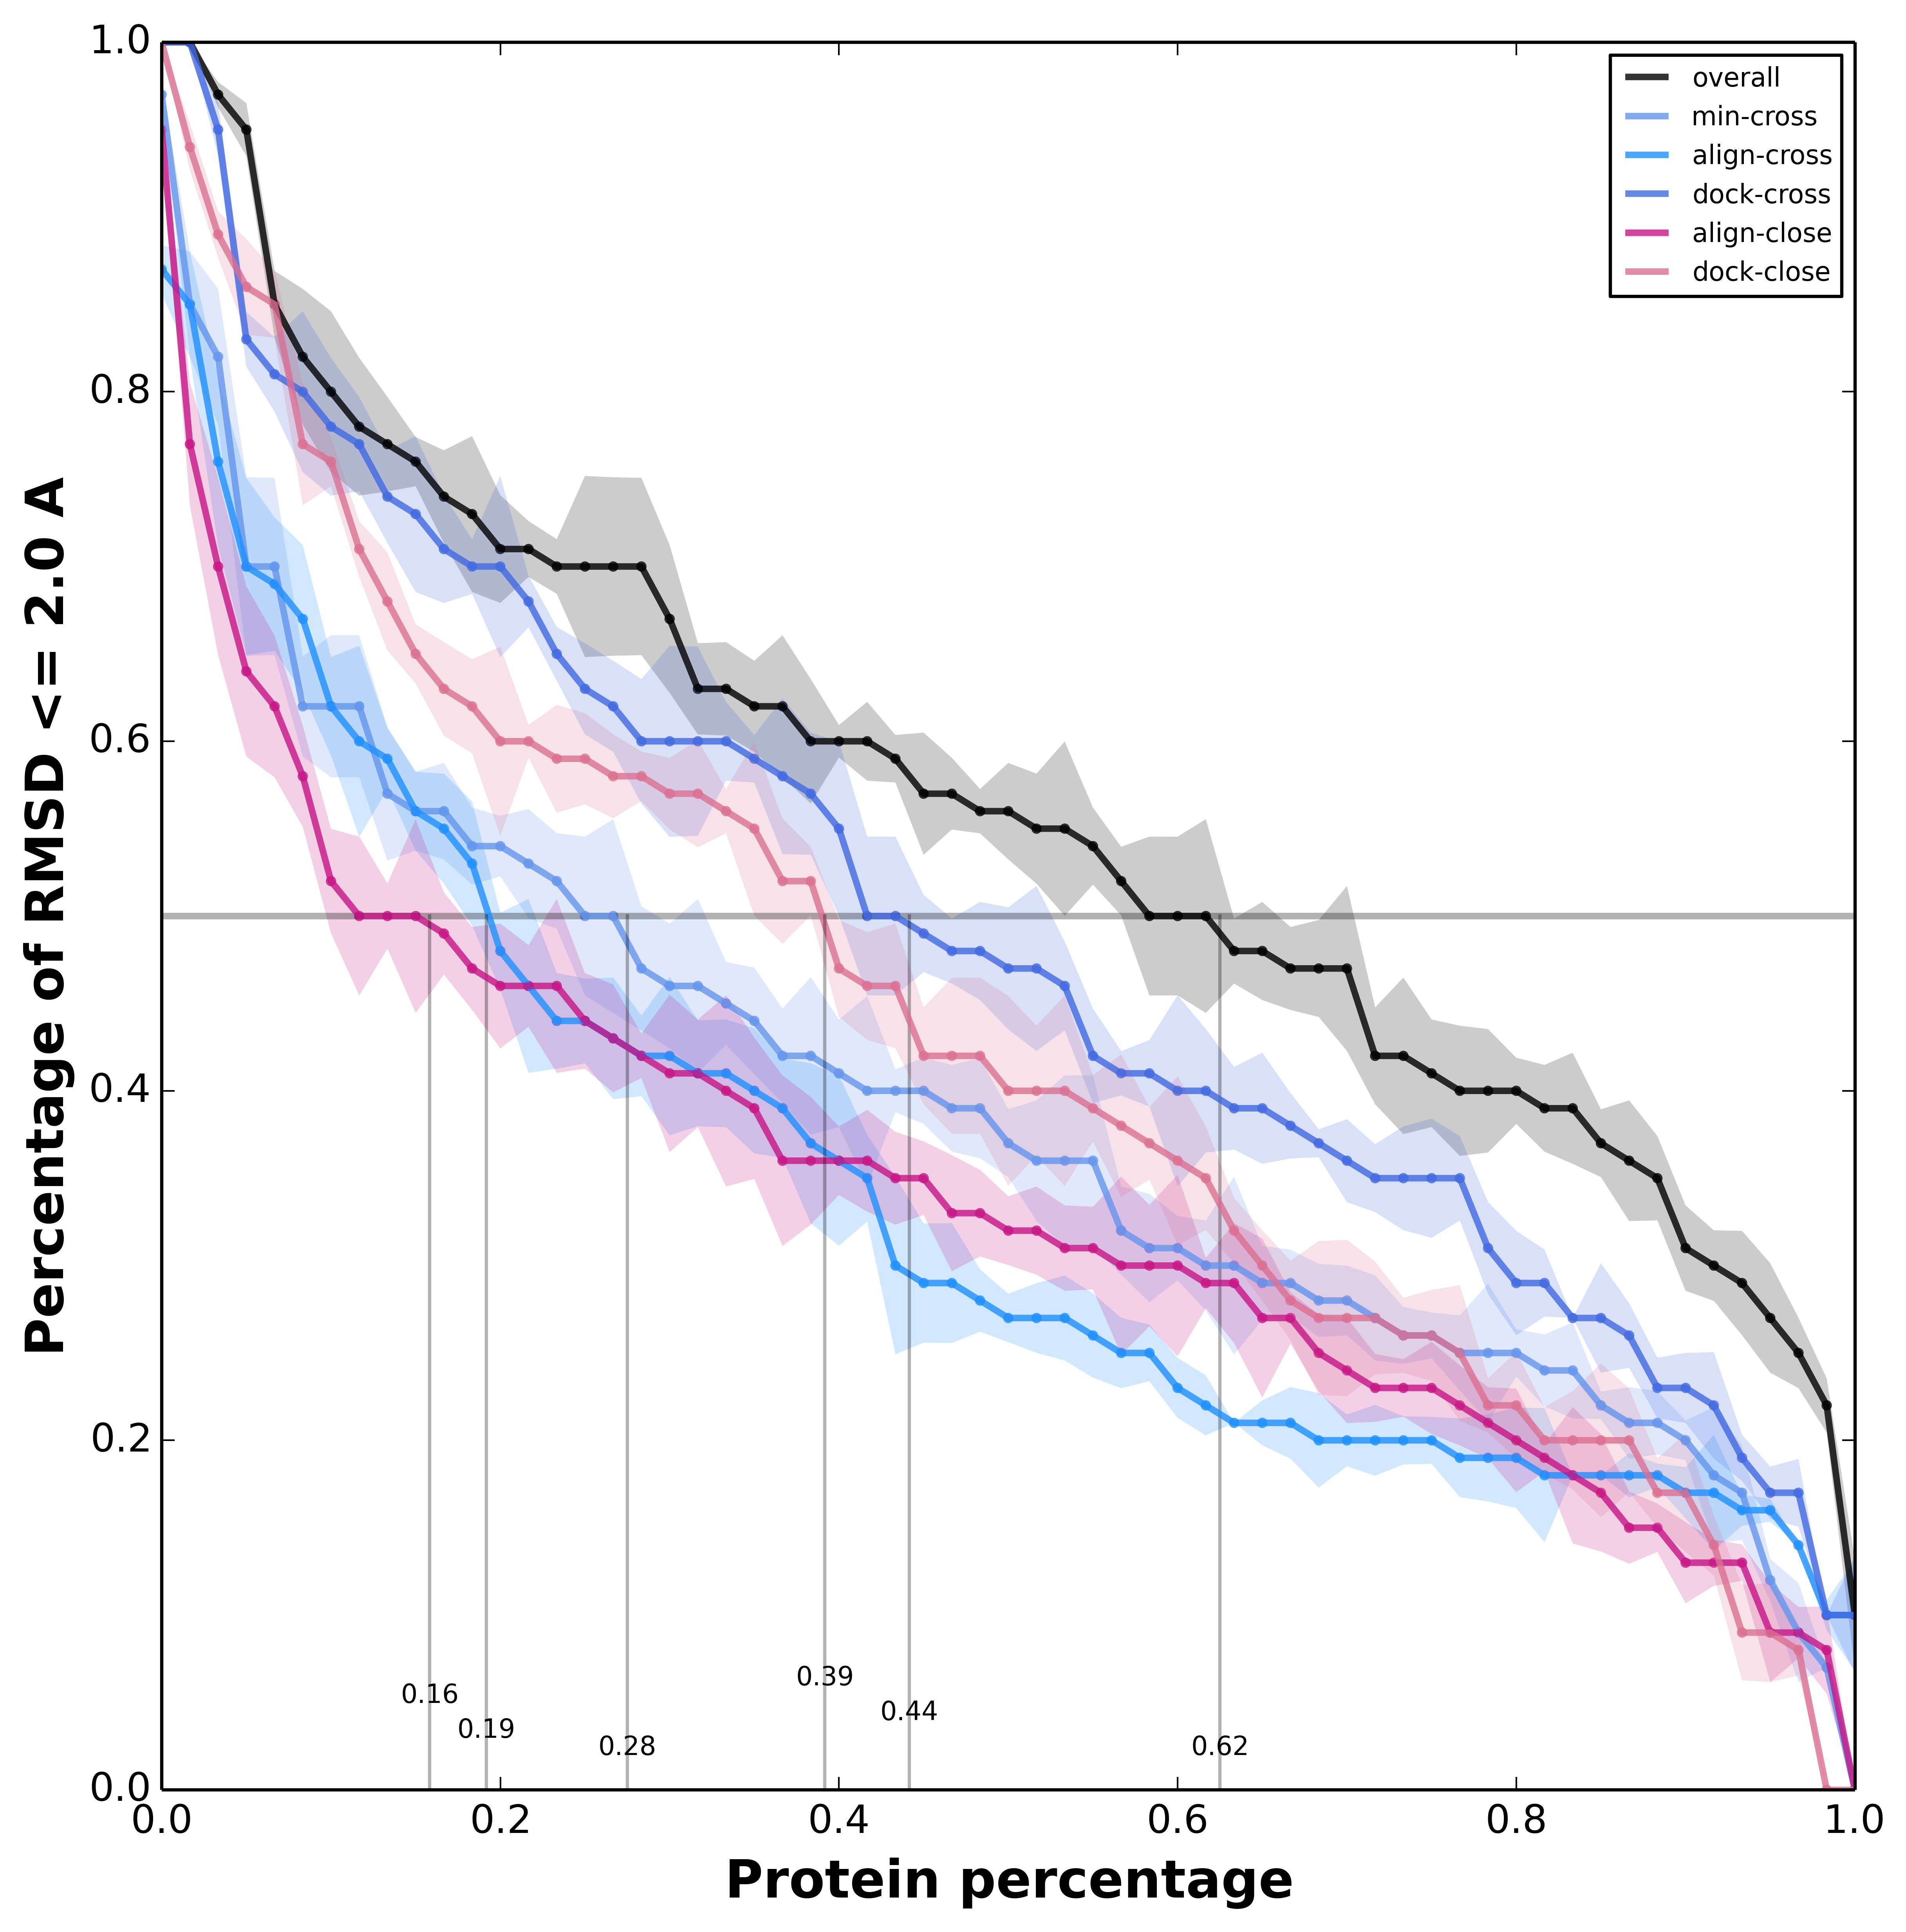 1.0
0.8
0.6
0.4
0.2
0.0
Percentage of RMSD <= 2.0 A
overall
min-cross
align-cross
dock-cross
align-close
dock-close
0.39
0.16
0.44
0.19
0.28
0.62
0.0 0.2 0.4 0.6 0.8 1.0
Protein percentage